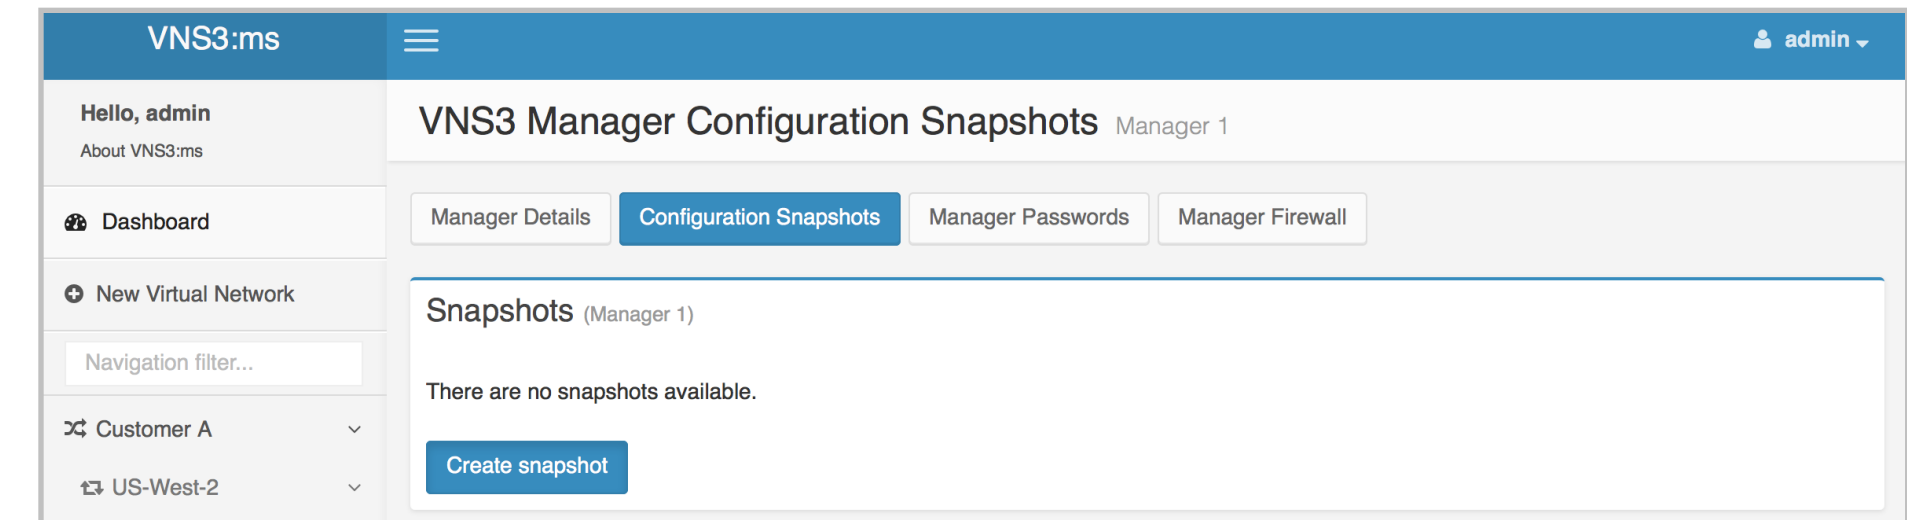 VNS3:ms
admin
Hello, admin
About VNS3:ms
VNS3 Manager Configuration Snapshots Manager 1
Dashboard
New Virtual Network
Navigation filter...
Customer A
US-West-2
Manager Details
Configuration Snapshots
Manager Passwords
Manager Firewall
Snapshots (Manager 1)
There are no snapshots available.
Create snapshot